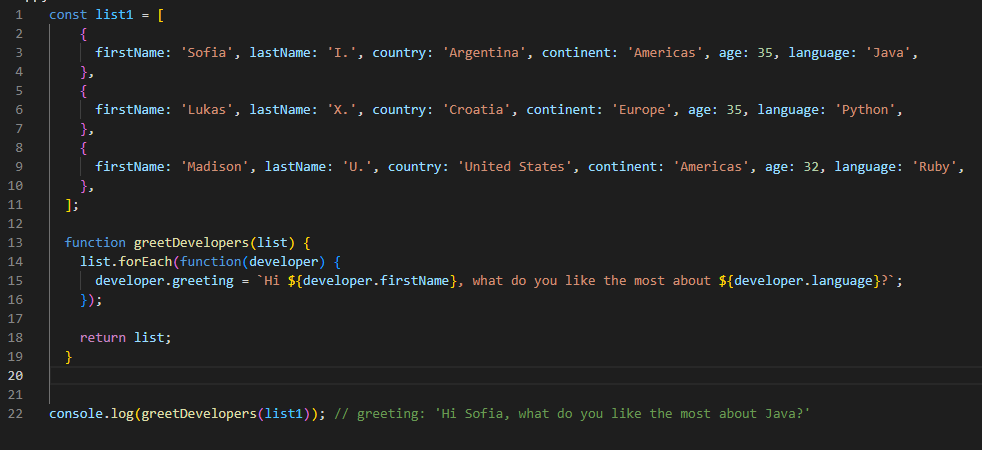 1 const list1 = [
2 {
3 firstName: 'Sofia', lastName: 'I.', country: 'Argentina', continent: 'Americas', age: 35, language: 'Java',
4 },
5 {
6 firstName: 'Lukas', lastName: 'X.', country: 'Croatia', continent: 'Europe', age: 35, language: 'Python',
7 },
8 {
9 firstName: 'Madison', lastName: 'U.', country: 'United States', continent: 'Americas', age: 32, language: 'Ruby',
10 },
11 ];
12
13 function greetDevelopers(list) {
14 list.forEach(function(developer) {
15 developer.greeting = `Hi ${developer.firstName}, what do you like the most about ${developer.language}?`;
16 });
17
18 return list;
19 }
20
21
22 console.log(greetDevelopers(list1)); // greeting: 'Hi Sofia, what do you like the most about Java?'